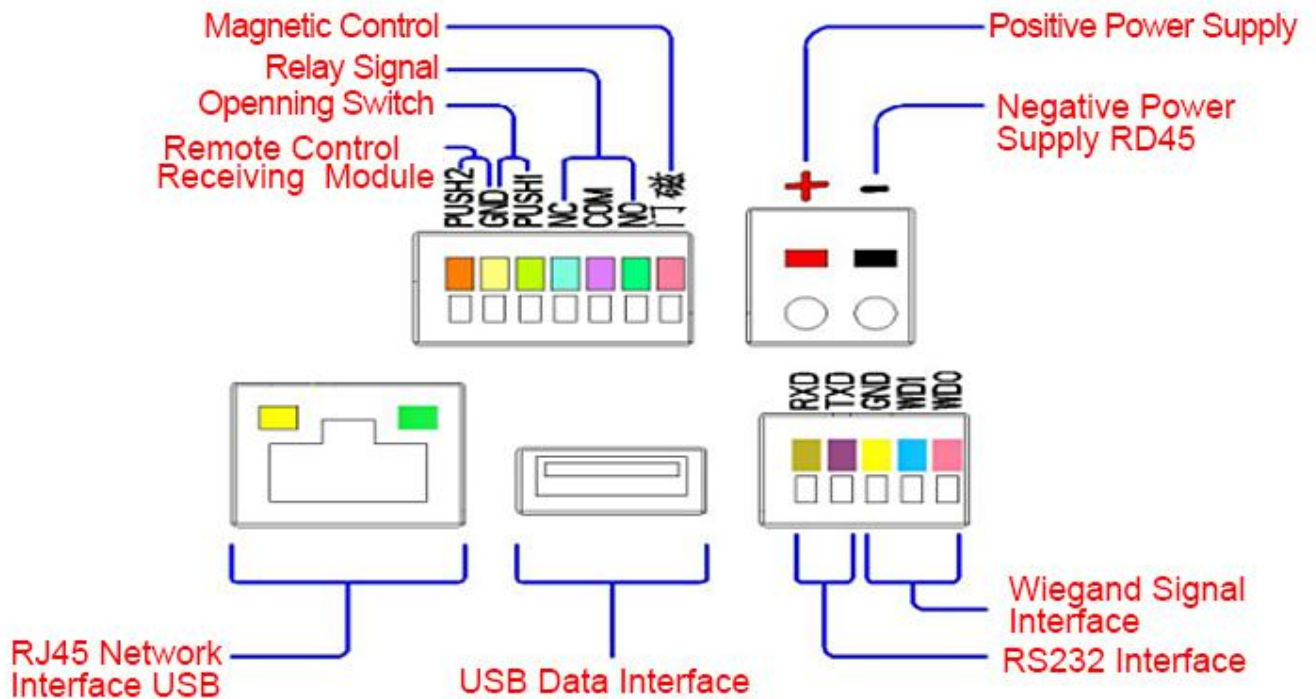 Magnetic Control
Relay Signal
Openning Switch
Remote Control
Receiving Module
Positive Power Supply
Negative Power
Supply RD45
+
-
PUSH2
GND
PUSH1
NC
COM
NO
门磁
RXD
TXD
GND
WD1
WD0
RJ45 Network
Interface USB
USB Data Interface
Wiegand Signal
Interface
RS232 Interface